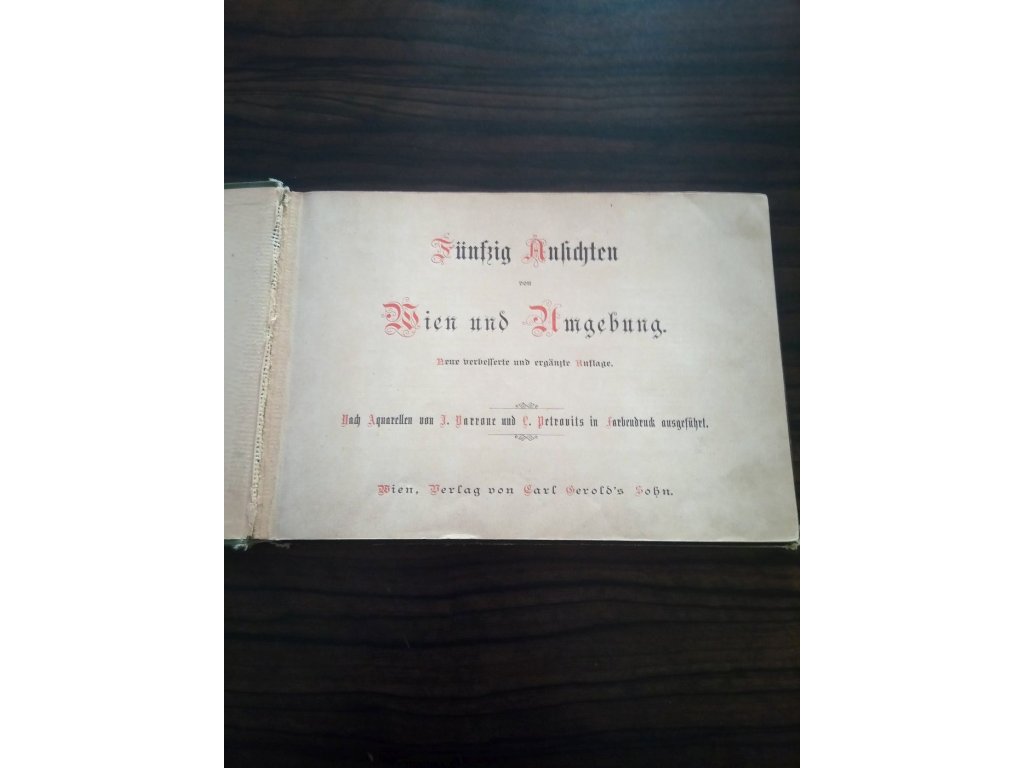 Fünfzig Ansichten
von
Wien und Umgebung.
Neue verbesserte und ergänzte Auflage.
Nach Aquarellen von J. Varrone und L. Petrovits in Farbendruck ausgeführt.
Wien, Verlag von Carl Gerold's Sohn.